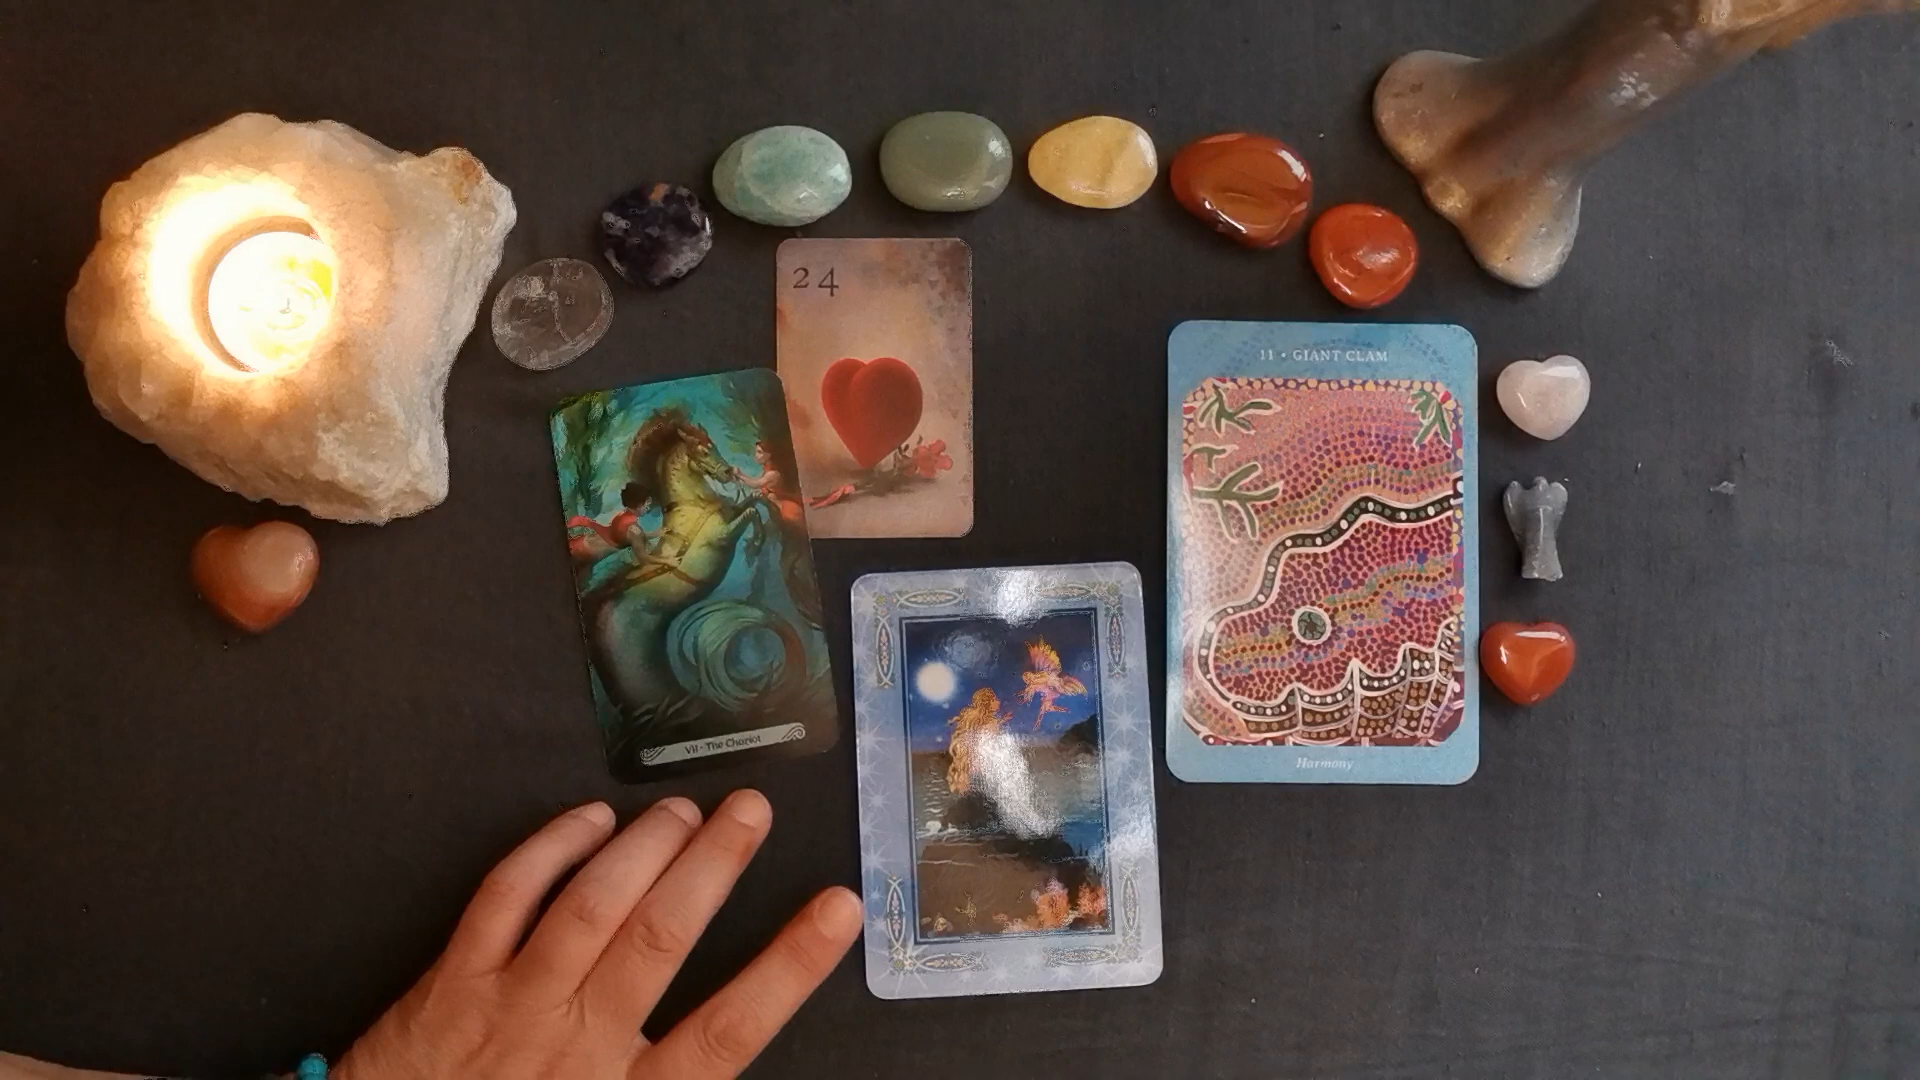 24
11 • GIANT CLAM
VII - The Chariot
Harmony